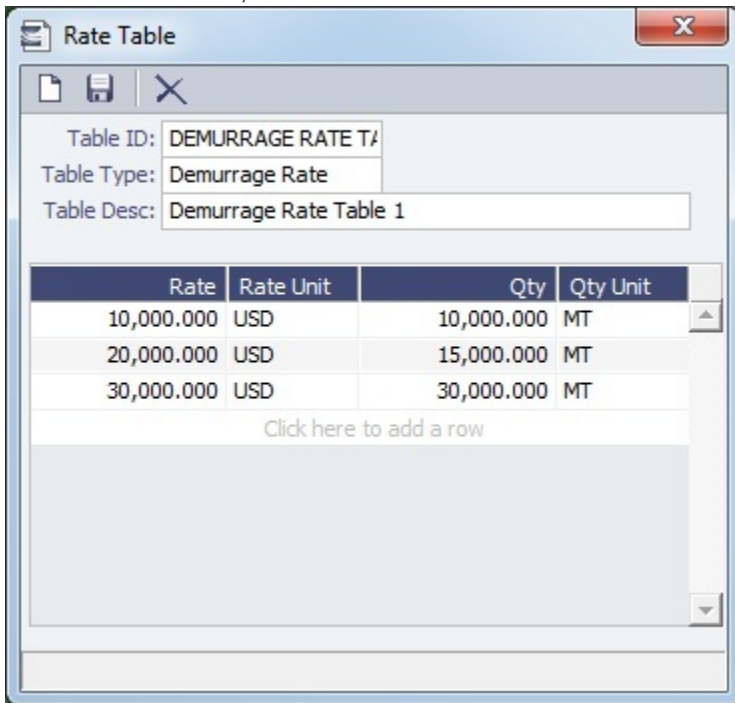 Rate Table
Table ID: DEMURRAGE RATE TA
Table Type: Demurrage Rate
Table Desc: Demurrage Rate Table 1
Rate Rate Unit Qty Qty Unit
10,000.000 USD 10,000.000 MT
20,000.000 USD 15,000.000 MT
30,000.000 USD 30,000.000 MT
Click here to add a row